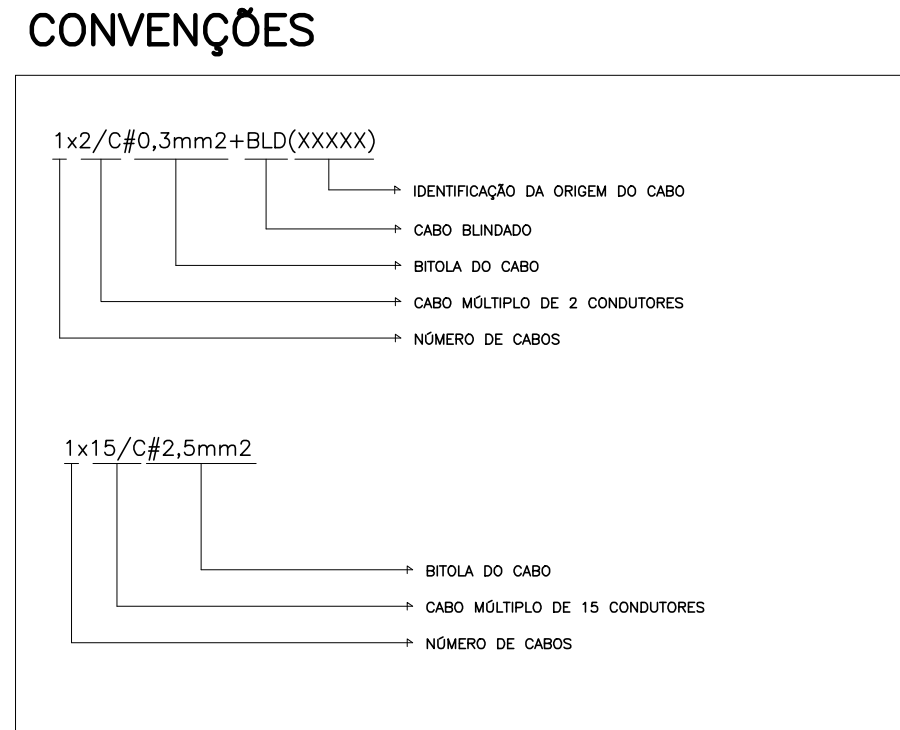 CONVENÇÕES
1x2/C#0,3mm2+BLD(XXXXX)
IDENTIFICAÇÃO DA ORIGEM DO CABO
CABO BLINDADO
BITOLA DO CABO
CABO MÚLTIPLO DE 2 CONDUTORES
NÚMERO DE CABOS
1x15/C#2,5mm2
BITOLA DO CABO
CABO MÚLTIPLO DE 15 CONDUTORES
NÚMERO DE CABOS